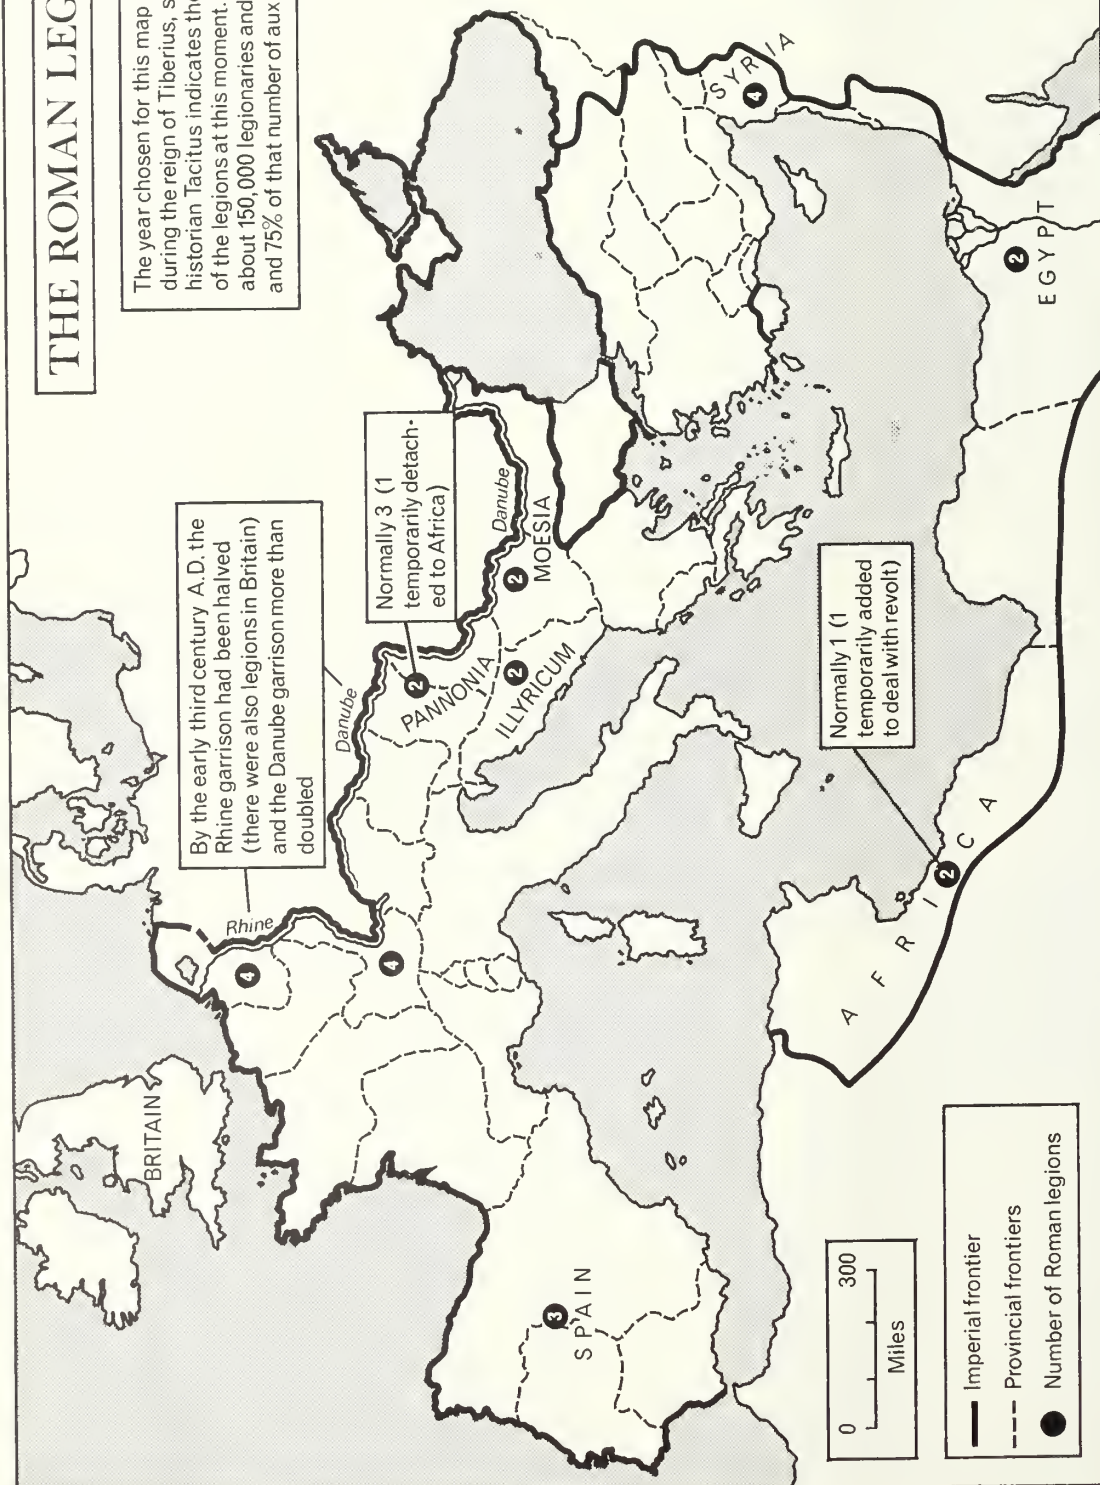 THE ROMAN LEG
The year chosen for this map
during the reign of Tiberius, s
historian Tacitus indicates th
of the legions at this moment.
about 150,000 legionaries and
and 75% of that number of aux
By the early third century A.D. the
Rhine garrison had been halved
(there were also legions in Britain)
and the Danube garrison more than
doubled
Normally 3 (1
temporarily detach-
ed to Africa)
Normally 1 (1
temporarily added
to deal with revolt)
BRITAIN
Rhine
4
4
Danube
2
PANNONIA
2
ILLYRICUM
2
MOESIA
Danube
SYRIA
4
2
EGYPT
2
AFRICA
3
SPAIN
0 300
Miles
Imperial frontier
Provincial frontiers
Number of Roman legions